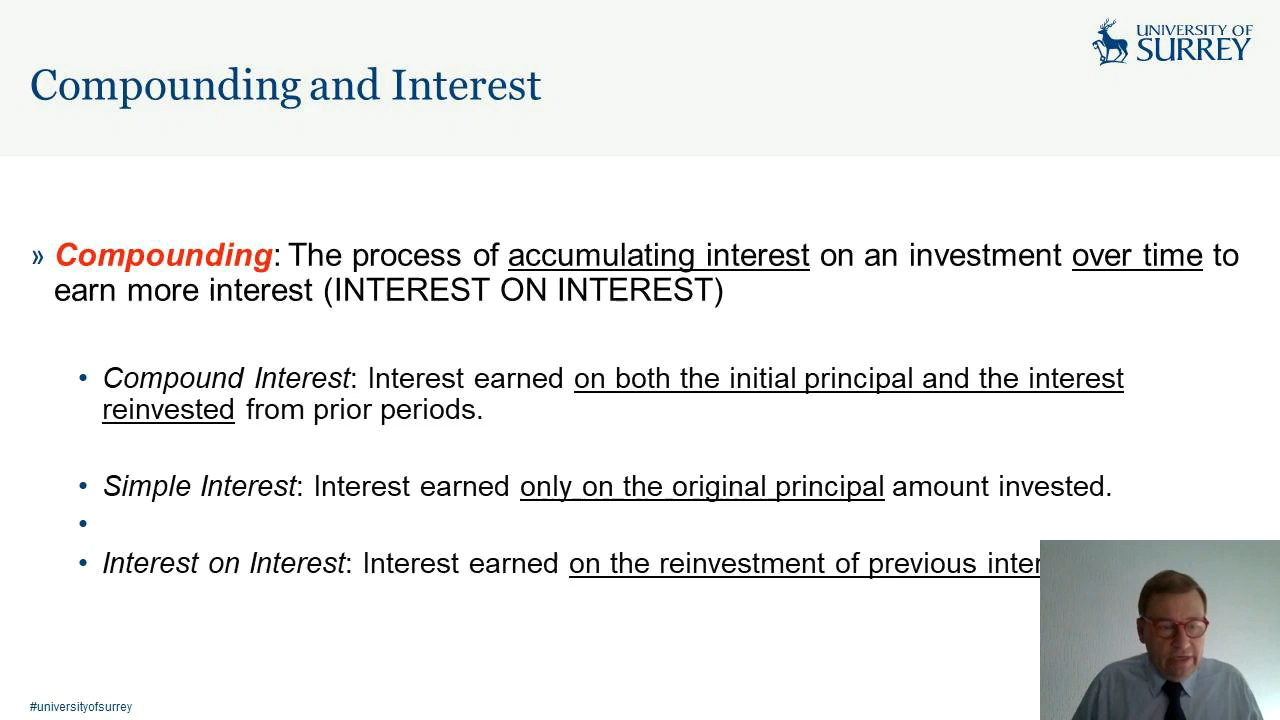 UNIVERSITY OF
SURREY
Compounding and Interest
» Compounding: The process of accumulating interest on an investment over time to
earn more interest (INTEREST ON INTEREST)
• Compound Interest: Interest earned on both the initial principal and the interest
reinvested from prior periods.
• Simple Interest: Interest earned only on the original principal amount invested.
•
• Interest on Interest: Interest earned on the reinvestment of previous
#universityofsurrey